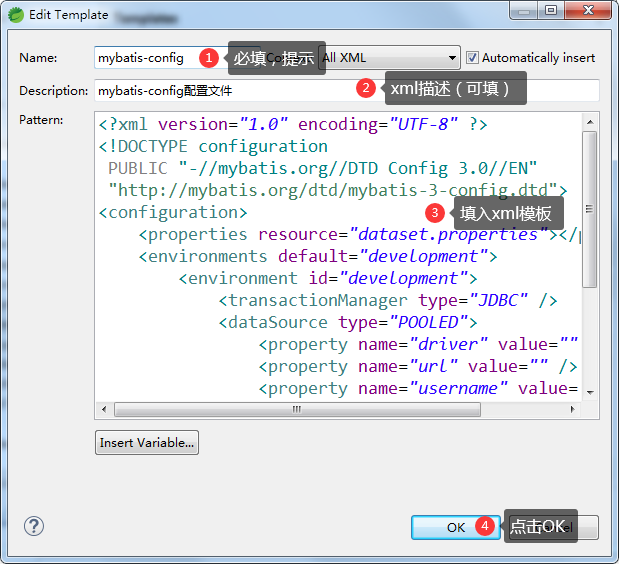 Edit Template
Name: mybatis-config 1 必填，提示 All XML Automatically insert
Description: mybatis-config配置文件 2 xml描述（可填）
Pattern:
<?xml version="1.0" encoding="UTF-8" ?>
<!DOCTYPE configuration
PUBLIC "-//mybatis.org//DTD Config 3.0//EN"
"http://mybatis.org/dtd/mybatis-3-config.dtd">
<configuration> 3 填入xml模板
<properties resource="dataset.properties"></p
<environments default="development">
<environment id="development">
<transactionManager type="JDBC" />
<dataSource type="POOLED">
<property name="driver" value=""
<property name="url" value="" />
<property name="username" value=
Insert Variable...
OK 4 点击OK